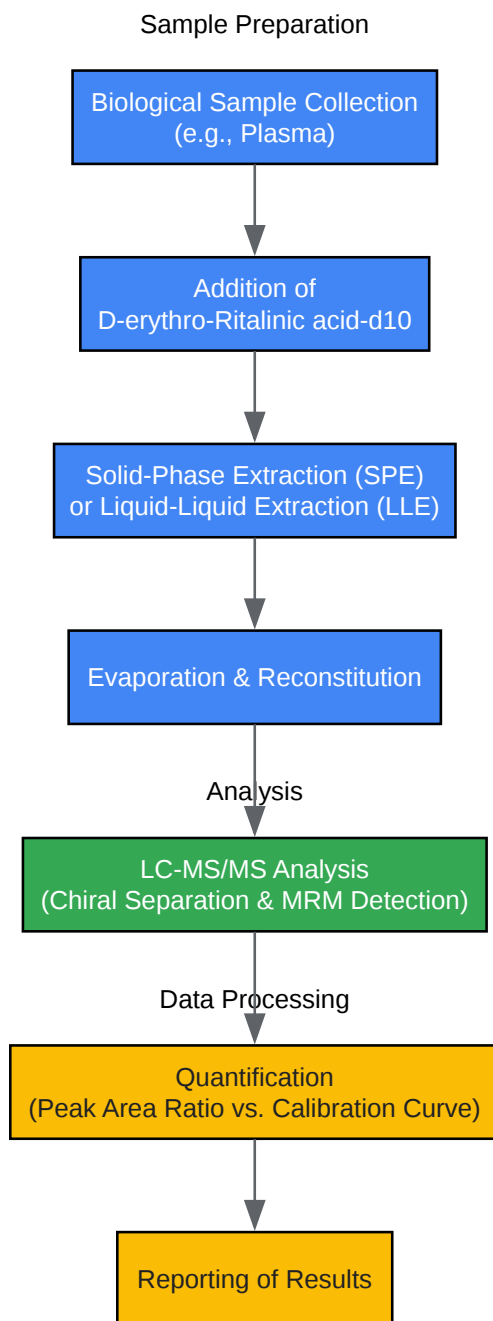 Sample Preparation
Biological Sample Collection
(e.g., Plasma)
Addition of
D-erythro-Ritalinic acid-d10
Solid-Phase Extraction (SPE)
or Liquid-Liquid Extraction (LLE)
Evaporation & Reconstitution
Analysis
LC-MS/MS Analysis
(Chiral Separation & MRM Detection)
Data Processing
Quantification
(Peak Area Ratio vs. Calibration Curve)
Reporting of Results